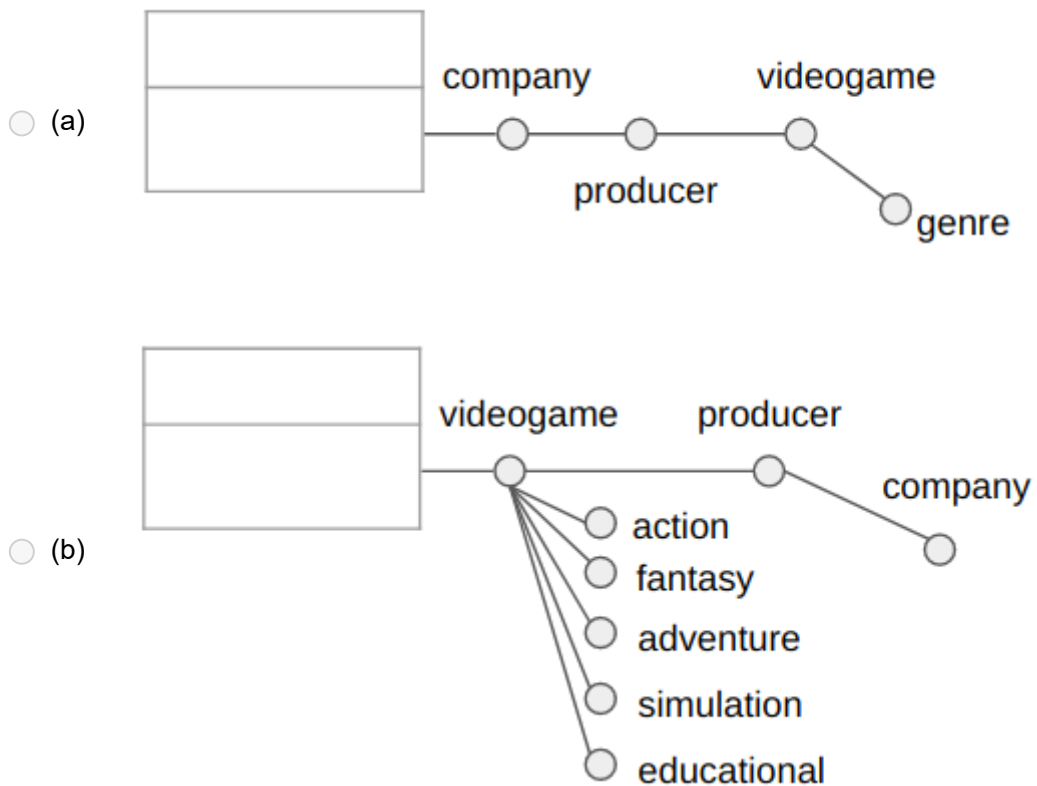 company
videogame
(a)
producer
genre
videogame
producer
company
action
(b)
fantasy
adventure
simulation
educational